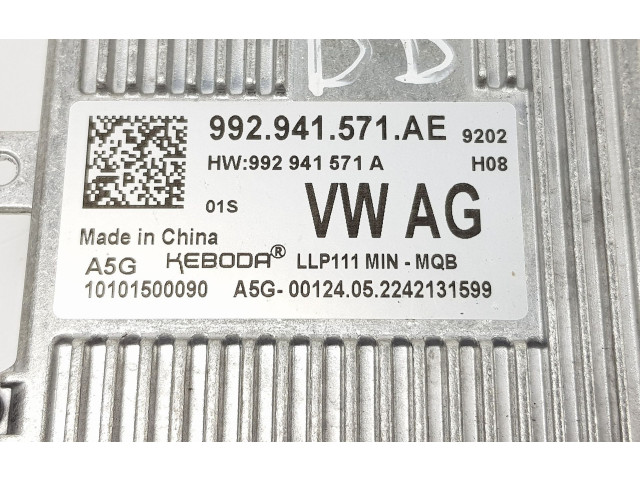 BB
992.941.571.AE 9202
HW:992 941 571 A H08
01S VW AG
Made in China
A5G KEBODA® LLP111 MIN - MQB
10101500090 A5G- 00124.05.2242131599